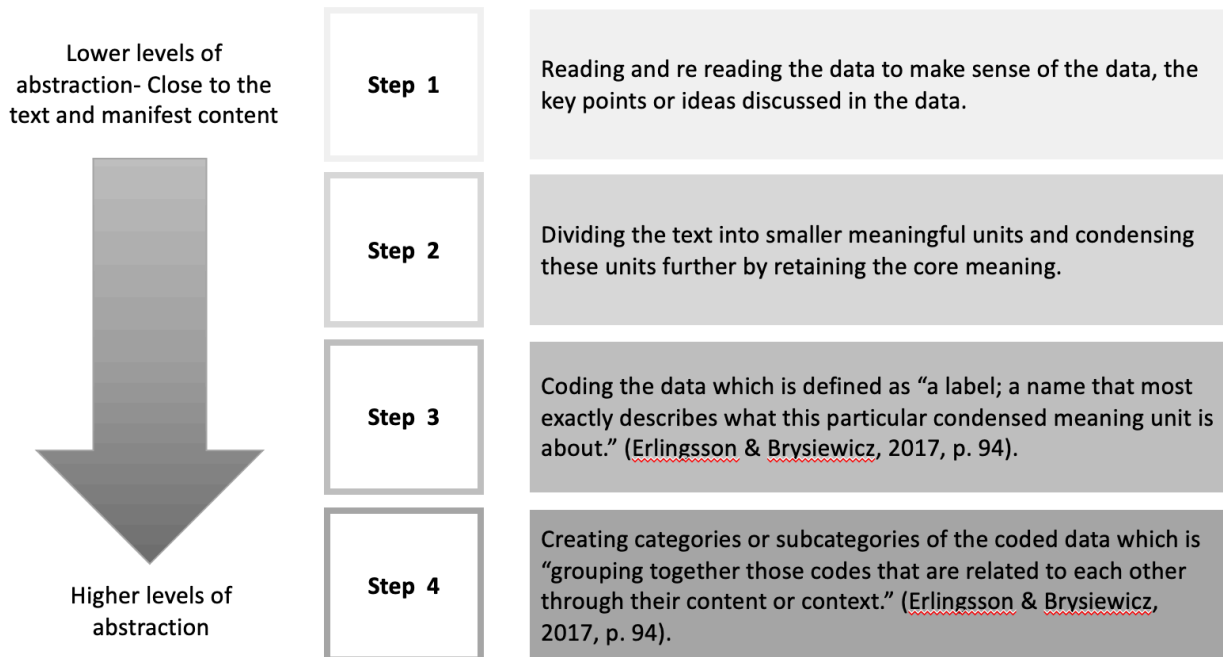 Lower levels of
abstraction- Close to the
text and manifest content
Step 1
Reading and re reading the data to make sense of the data, the
key points or ideas discussed in the data.
Step 2
Dividing the text into smaller meaningful units and condensing
these units further by retaining the core meaning.
Step 3
Coding the data which is defined as “a label; a name that most
exactly describes what this particular condensed meaning unit is
about.” (Erlingsson & Brysiewicz, 2017, p. 94).
Step 4
Creating categories or subcategories of the coded data which is
“grouping together those codes that are related to each other
through their content or context.” (Erlingsson & Brysiewicz,
2017, p. 94).
Higher levels of
abstraction